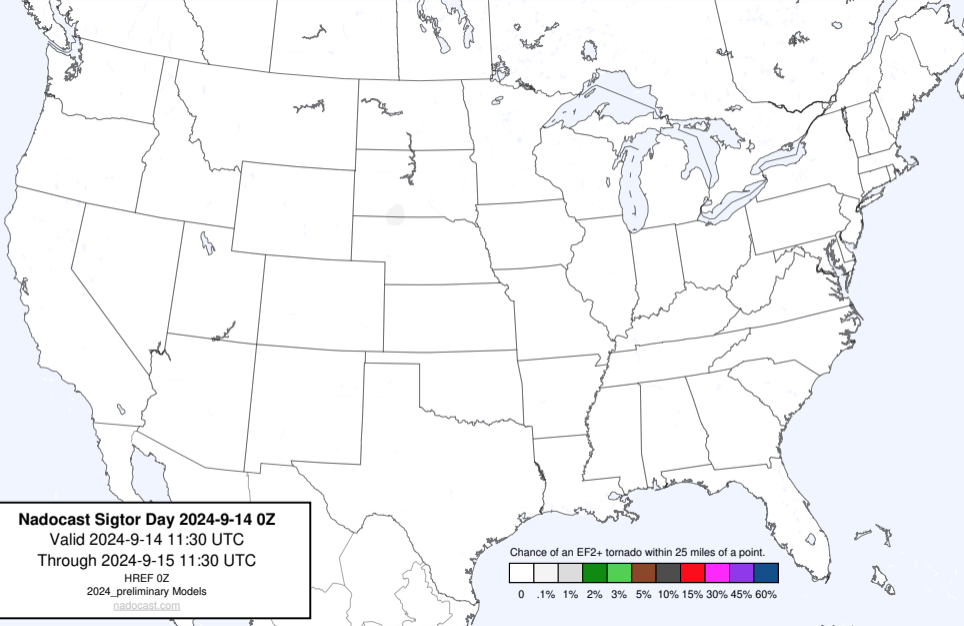 Nadocast Sigtor Day 2024-9-14 0Z
Valid 2024-9-14 11:30 UTC
Through 2024-9-15 11:30 UTC
HREF 0Z
2024_preliminary Models
nadocast.com
Chance of an EF2+ tornado within 25 miles of a point.
0 .1% 1% 2% 3% 5% 10% 15% 30% 45% 60%